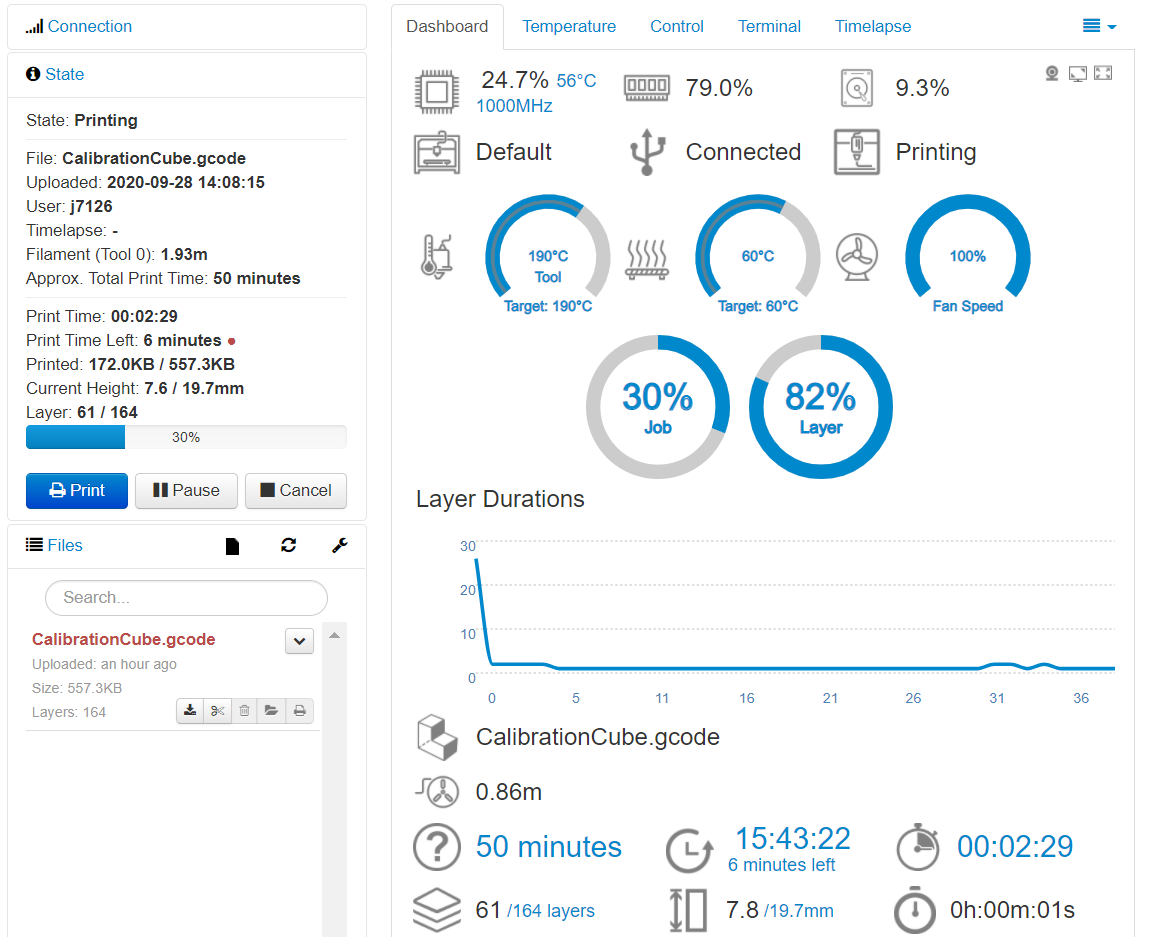 Connection
State
State: Printing
File: CalibrationCube.gcode
Uploaded: 2020-09-28 14:08:15
User: j7126
Timelapse: -
Filament (Tool 0): 1.93m
Approx. Total Print Time: 50 minutes
Print Time: 00:02:29
Print Time Left: 6 minutes
Printed: 172.0KB / 557.3KB
Current Height: 7.6 / 19.7mm
Layer: 61 / 164
30%
Print Pause Cancel
Files
Search...
CalibrationCube.gcode
Uploaded: an hour ago
Size: 557.3KB
Layers: 164
Dashboard Temperature Control Terminal Timelapse
24.7% 56°C
1000MHz
79.0%
9.3%
Default Connected Printing
190°C
Tool
Target: 190°C
60°C
Target: 60°C
100%
Fan Speed
30%
Job
82%
Layer
Layer Durations
30
20
10
0
0 5 11 16 21 26 31 36
CalibrationCube.gcode
0.86m
50 minutes
15:43:22
6 minutes left
00:02:29
61 /164 layers
7.8 /19.7mm
0h:00m:01s